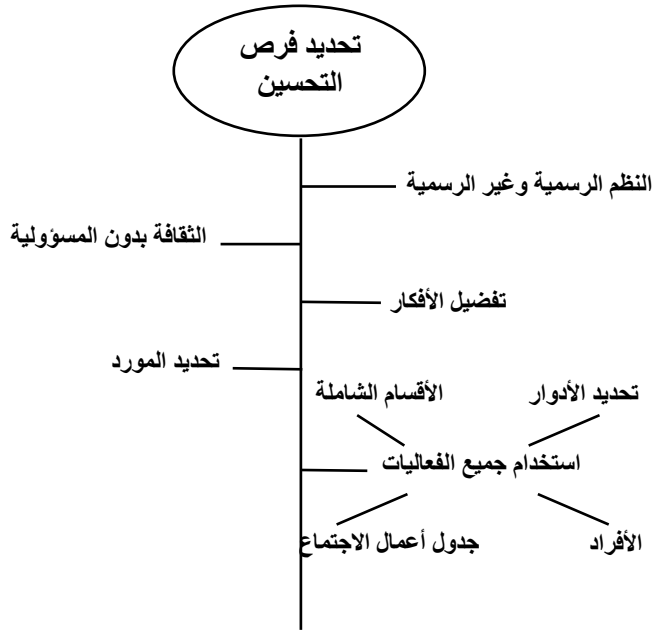 تحديد فرص
التحسين
النظم الرسمية وغير الرسمية
الثقافة بدون المسؤولية
تفضيل الأفكار
تحديد المورد
تحديد الأدوار
الأقسام الشاملة
استخدام جميع الفعاليات
الأفراد
جدول أعمال الاجتماع